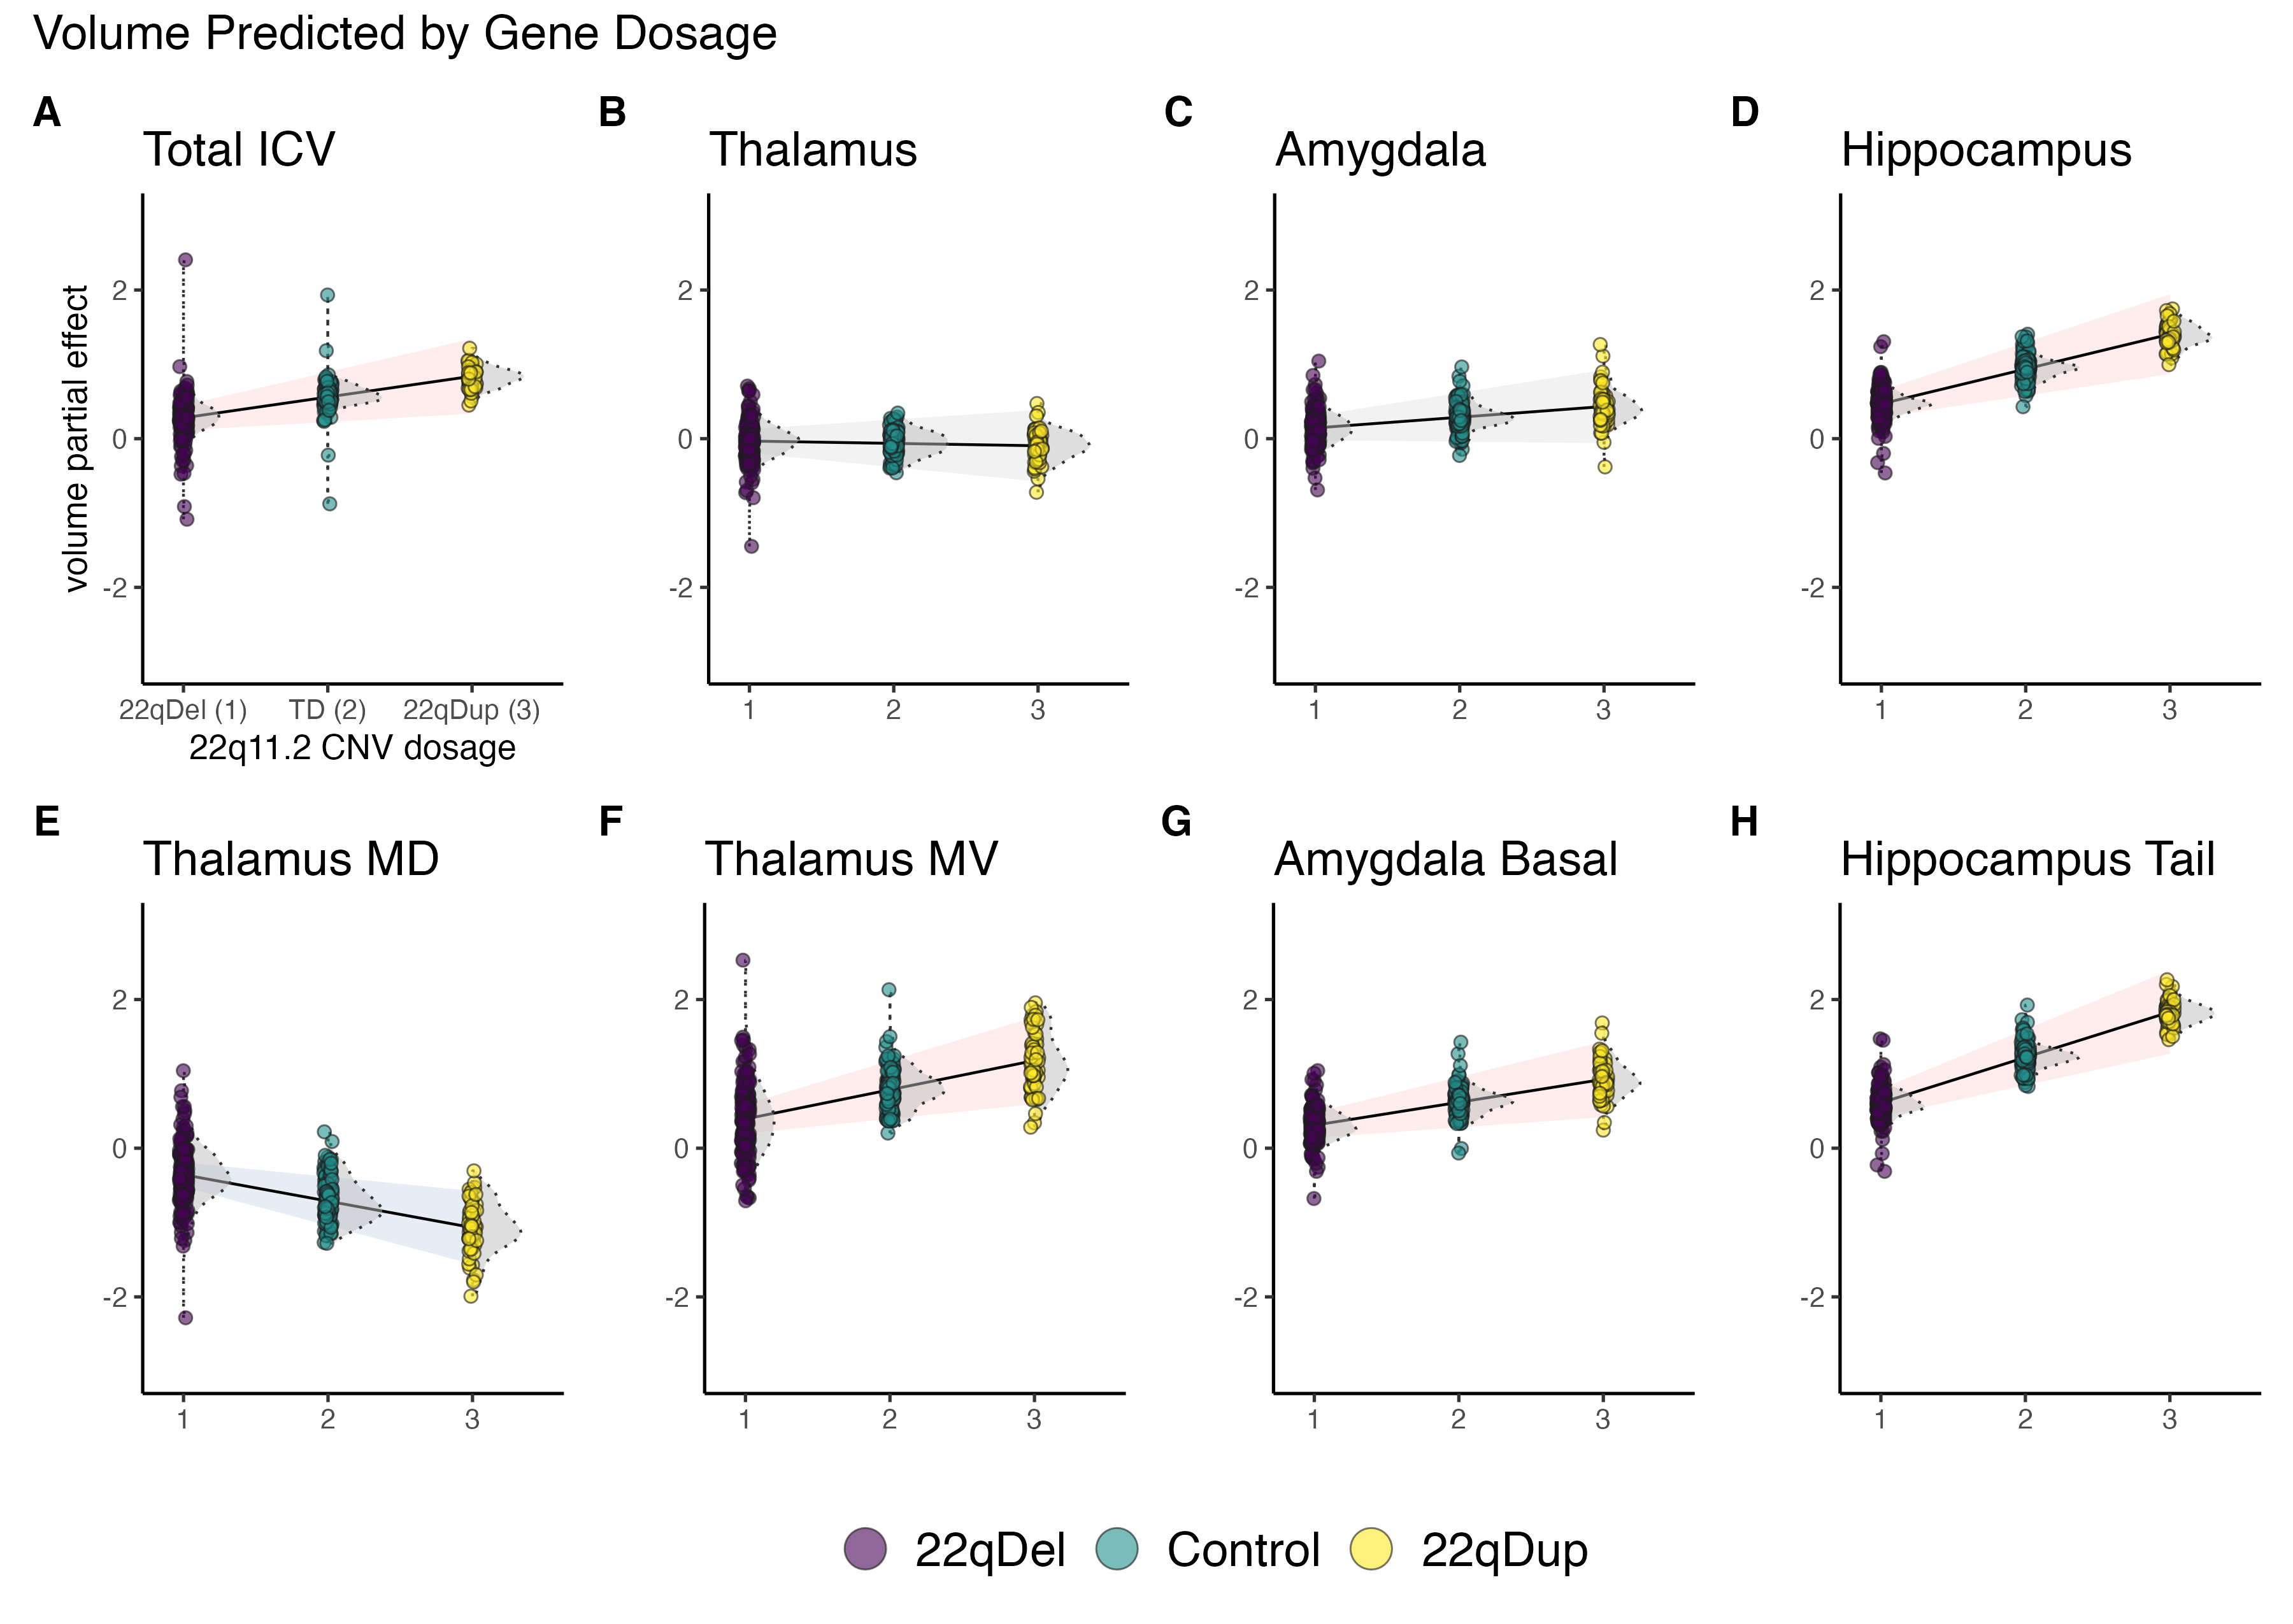 Volume Predicted by Gene Dosage
A
Total ICV
volume partial effect
2
0
-2
22qDel (1) TD (2) 22qDup (3)
22q11.2 CNV dosage
B
Thalamus
2
0
-2
1 2 3
C
Amygdala
2
0
-2
1 2 3
D
Hippocampus
2
0
-2
1 2 3
E
Thalamus MD
2
0
-2
1 2 3
F
Thalamus MV
2
0
-2
1 2 3
G
Amygdala Basal
2
0
-2
1 2 3
H
Hippocampus Tail
2
0
-2
1 2 3
22qDel Control 22qDup